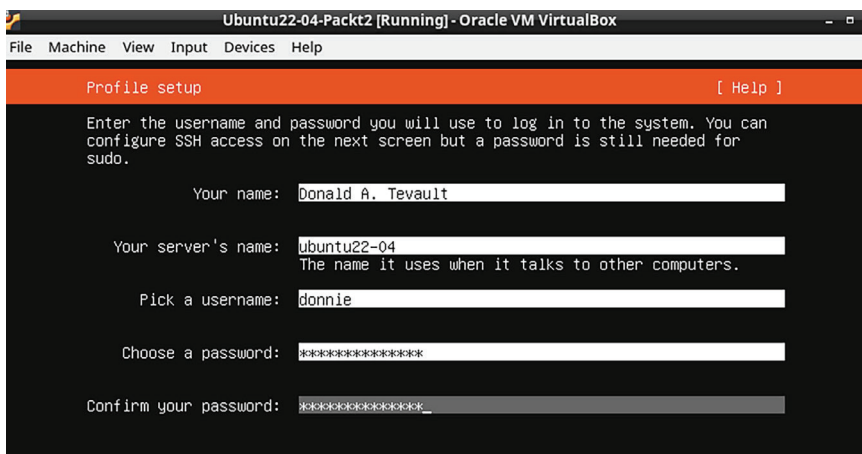 Ubuntu22-04-Packt2 [Running] - Oracle VM VirtualBox
File Machine View Input Devices Help
Profile setup [ Help ]
Enter the username and password you will use to log in to the system. You can
configure SSH access on the next screen but a password is still needed for
sudo.
Your name: Donald A. Tevault
Your server's name: ubuntu22-04
The name it uses when it talks to other computers.
Pick a username: donnie
Choose a password: **************
Confirm your password: **************_